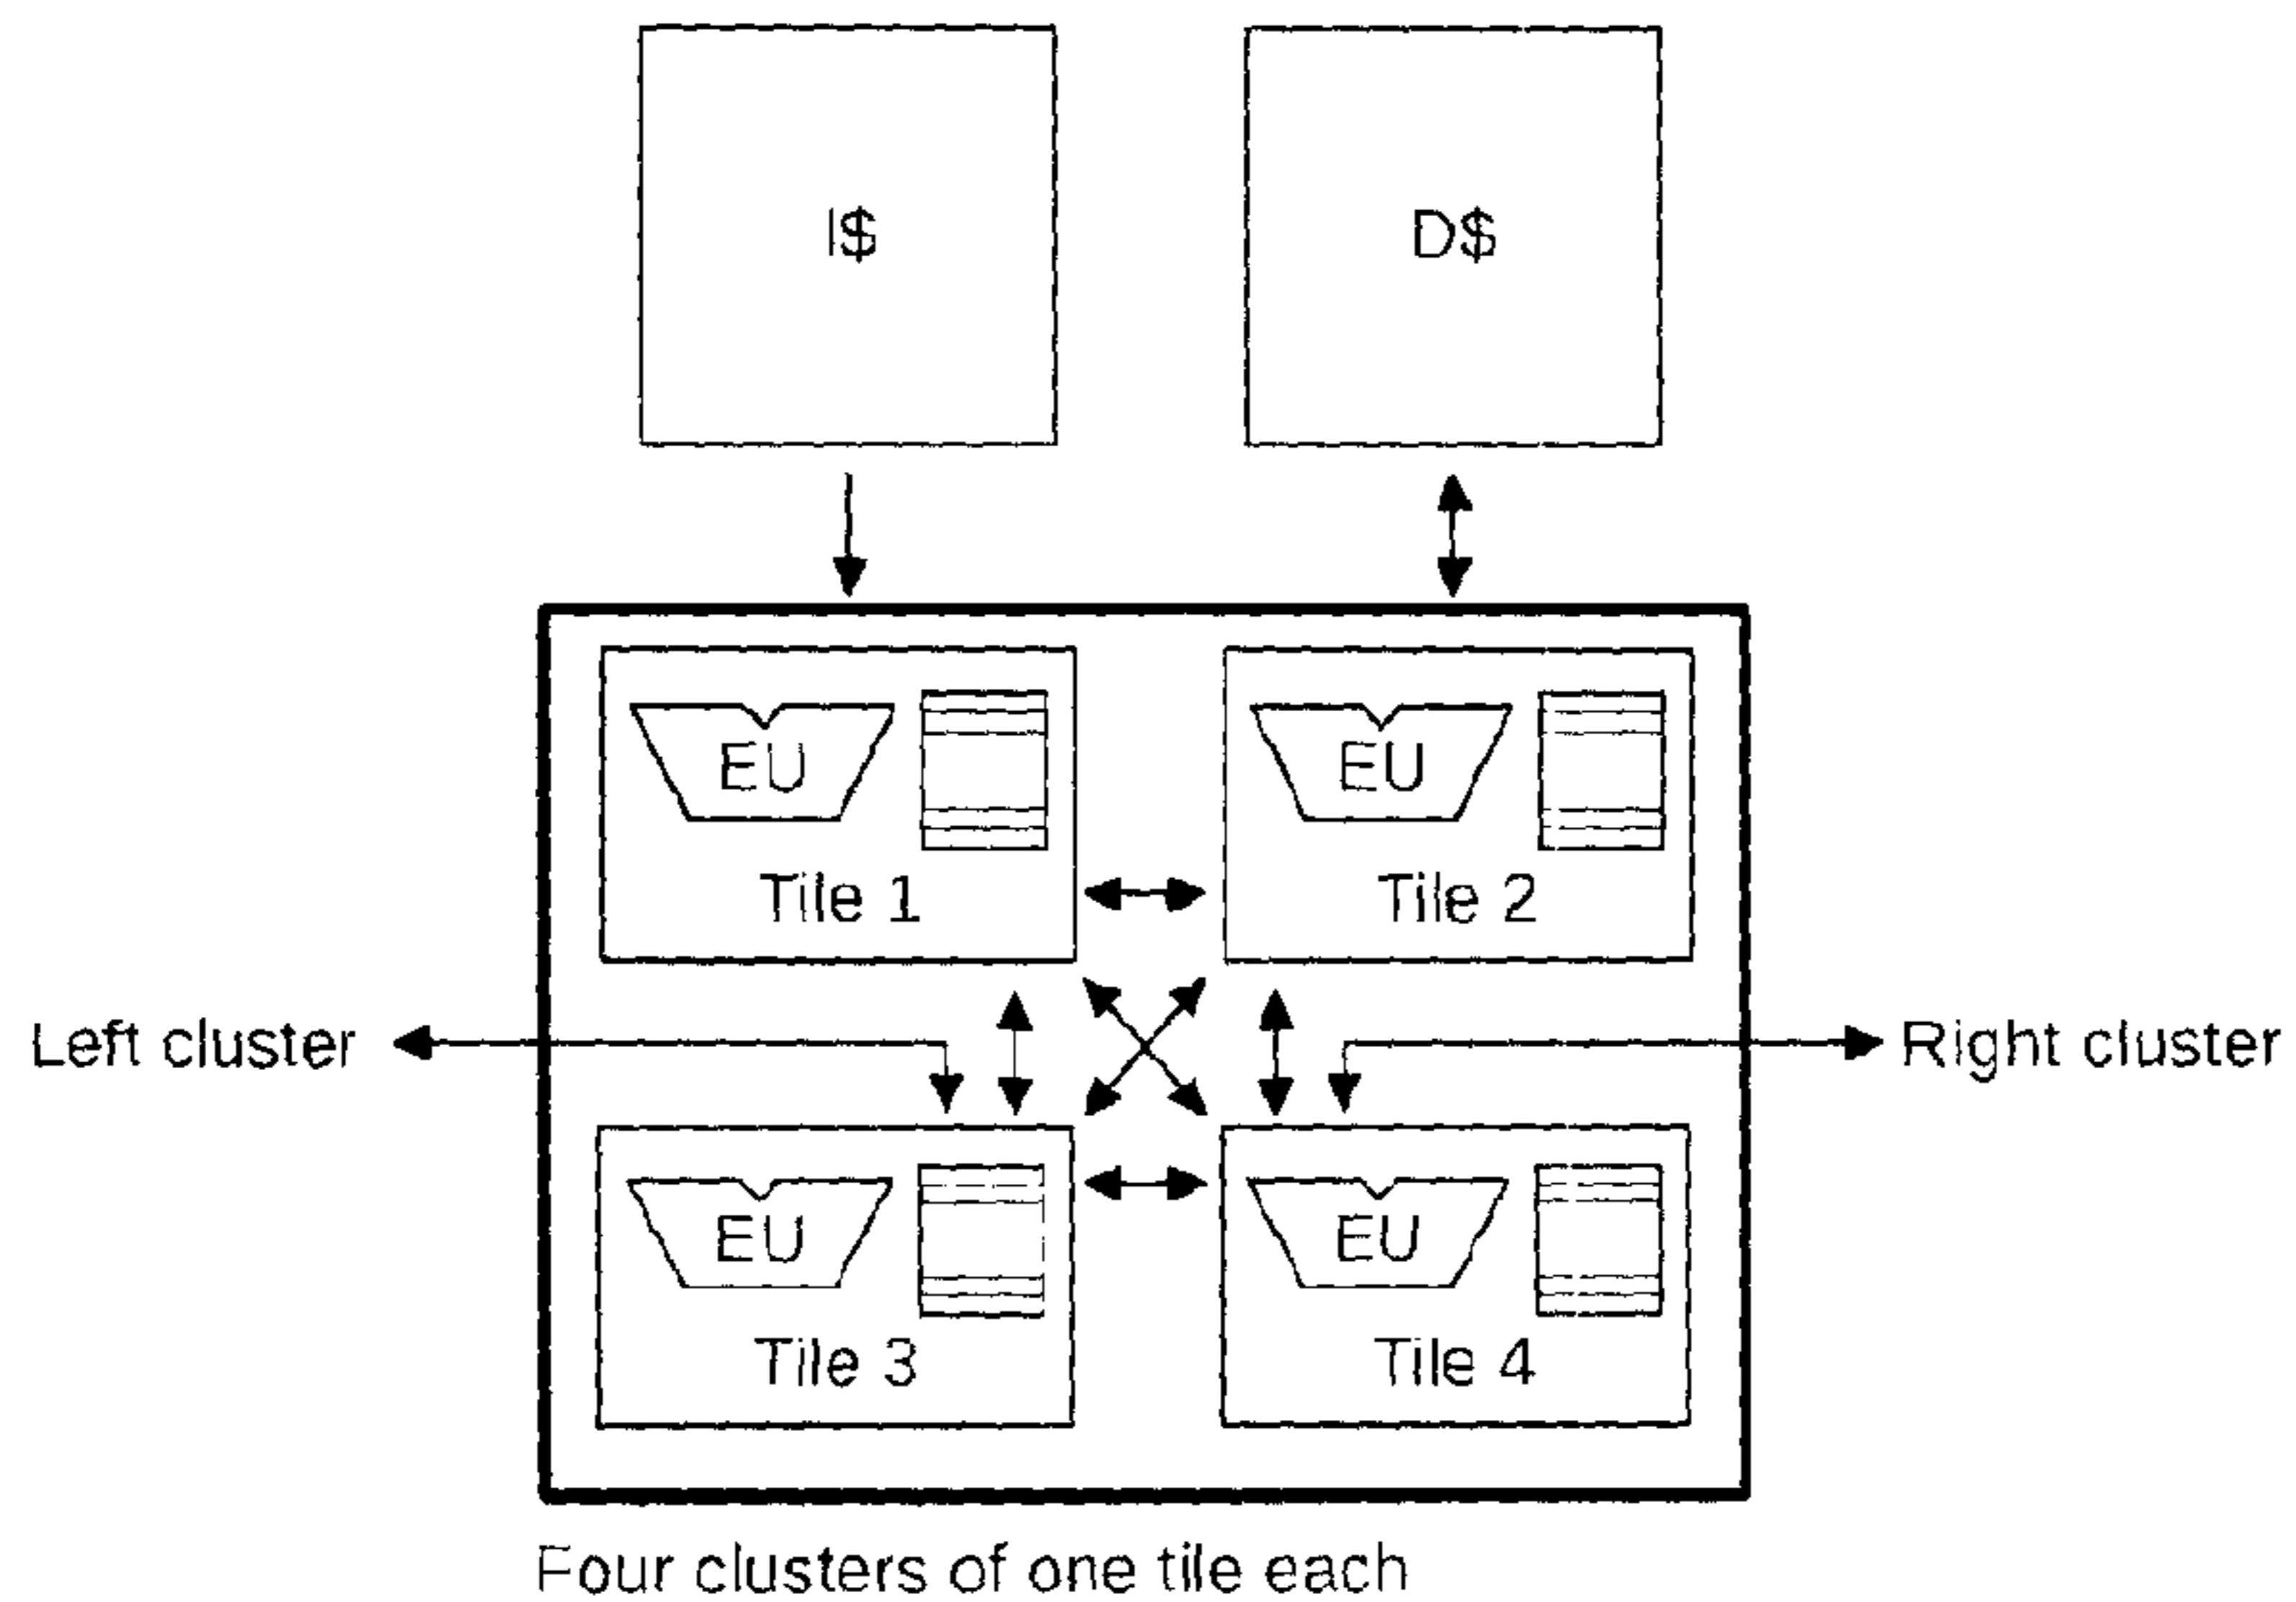 I$ D$
EU EU
Tile 1 Tile 2
Left cluster Right cluster
EU EU
Tile 3 Tile 4
Four clusters of one tile each